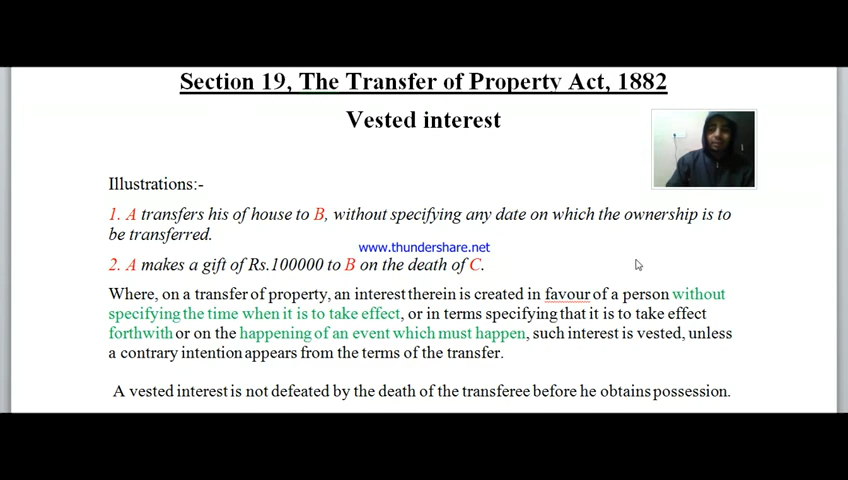 Section 19, The Transfer of Property Act, 1882
Vested interest
Illustrations:-
1. A transfers his of house to B, without specifying any date on which the ownership is to
be transferred.
www.thundershare.net
2. A makes a gift of Rs.100000 to B on the death of C.
Where, on a transfer of property, an interest therein is created in favour of a person without
specifying the time when it is to take effect, or in terms specifying that it is to take effect
forthwith or on the happening of an event which must happen, such interest is vested, unless
a contrary intention appears from the terms of the transfer.
A vested interest is not defeated by the death of the transferee before he obtains possession.